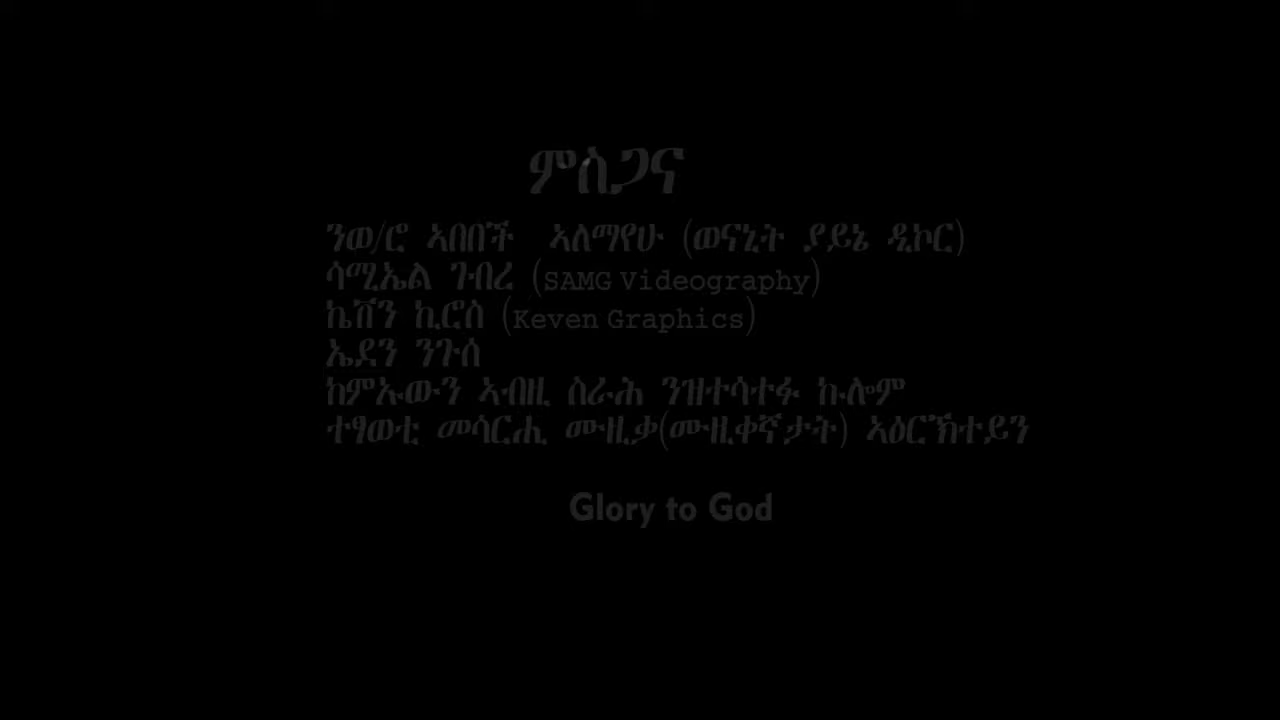 ምስጋና
ንወ/ሮ ኣበበች ኣለማየሁ (ወናኒት ያይኔ ዲኮር)
ሳሚኤል ገብረ (SAMG Videography)
ኬቨን ኪሮስ (Keven Graphics)
ኤደን ንጉሰ
ከምኡውን ኣብዚ ስራሕ ንዝተሳተፉ ኩሎም
ተፃወቲ መሳርሒ ሙዚቃ(ሙዚቀኛታት) ኣዕርኽተይን
Glory to God